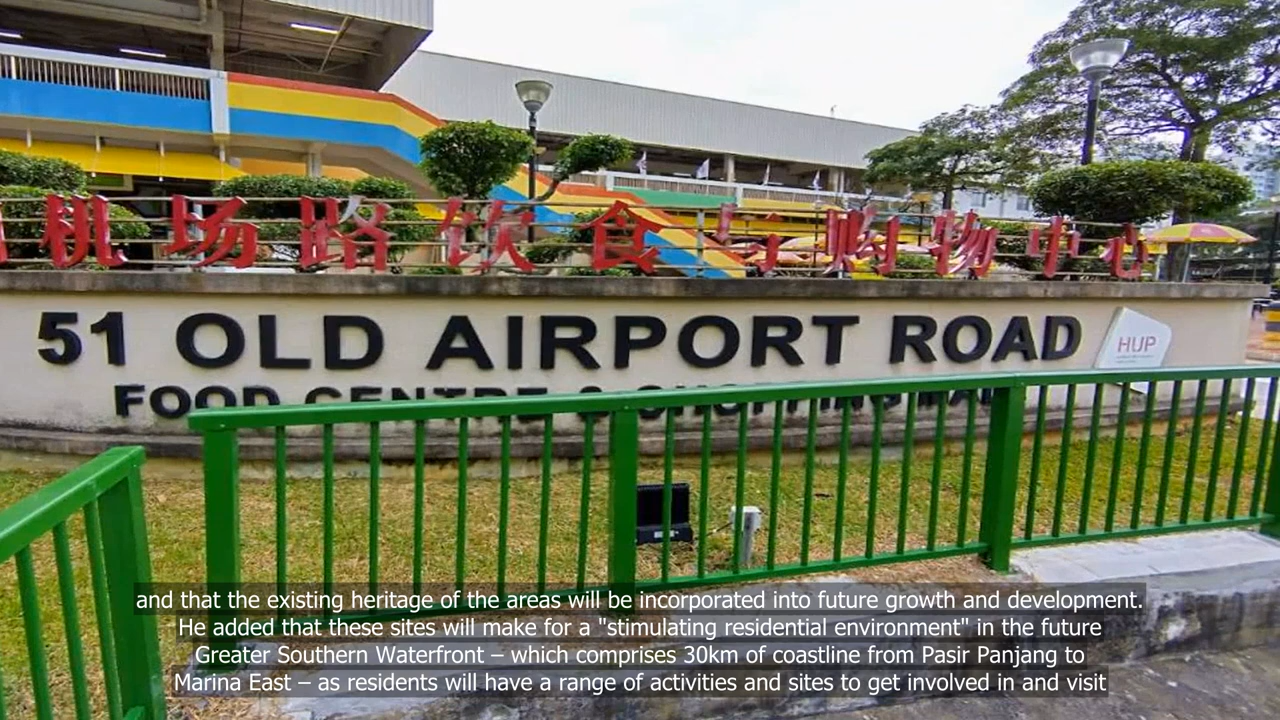 机场路饮食与购物中心
51 OLD AIRPORT ROAD
HUP
FOOD CENTRE & SHOPPING MALL
and that the existing heritage of the areas will be incorporated into future growth and development.
He added that these sites will make for a "stimulating residential environment" in the future
Greater Southern Waterfront – which comprises 30km of coastline from Pasir Panjang to
Marina East – as residents will have a range of activities and sites to get involved in and visit